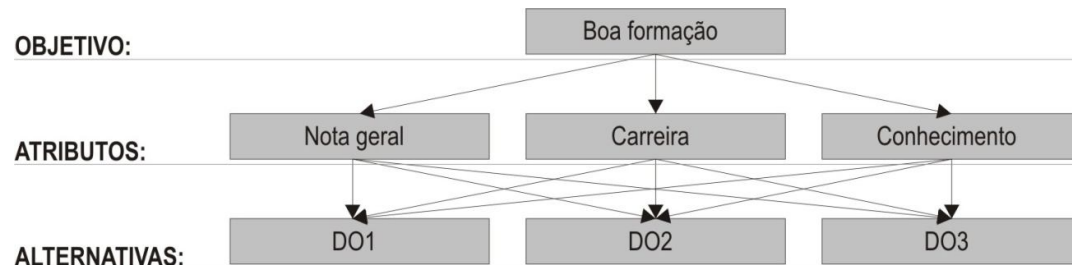 Boa formação
OBJETIVO:
Nota geral
Carreira
Conhecimento
ATRIBUTOS:
DO1
DO2
DO3
ALTERNATIVAS: